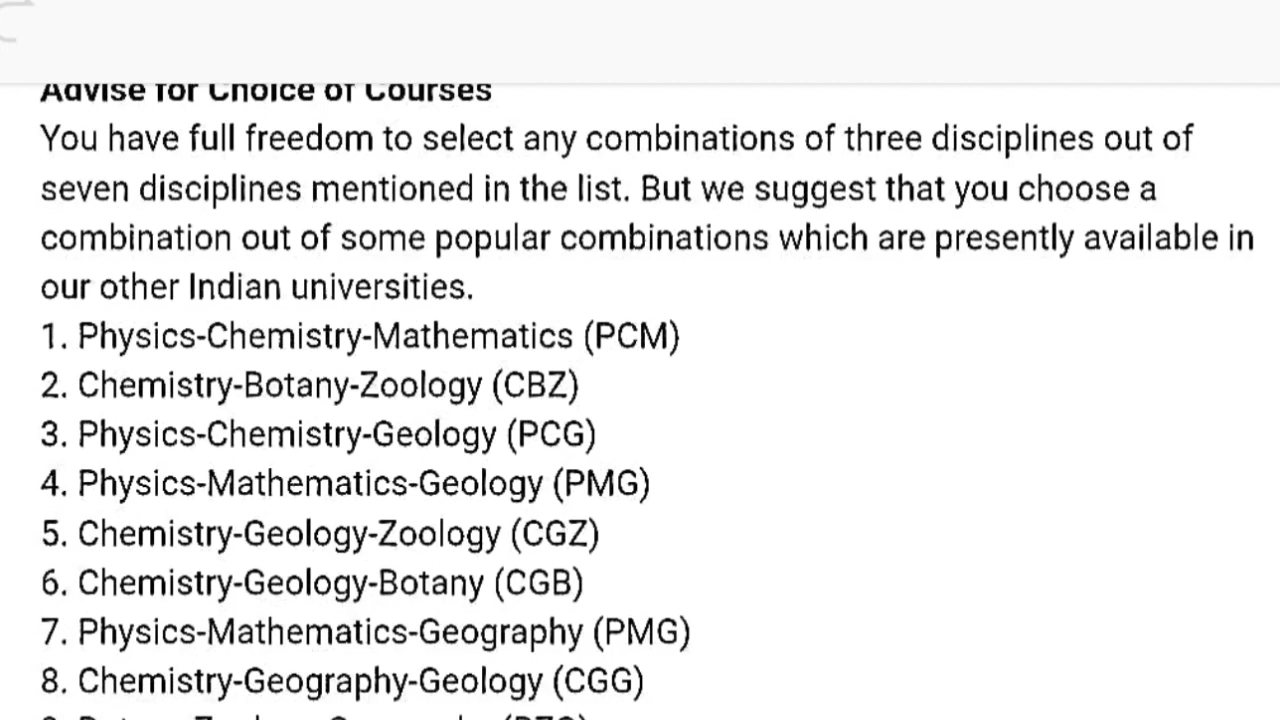 Advise for Choice of Courses
You have full freedom to select any combinations of three disciplines out of
seven disciplines mentioned in the list. But we suggest that you choose a
combination out of some popular combinations which are presently available in
our other Indian universities.
1. Physics-Chemistry-Mathematics (PCM)
2. Chemistry-Botany-Zoology (CBZ)
3. Physics-Chemistry-Geology (PCG)
4. Physics-Mathematics-Geology (PMG)
5. Chemistry-Geology-Zoology (CGZ)
6. Chemistry-Geology-Botany (CGB)
7. Physics-Mathematics-Geography (PMG)
8. Chemistry-Geography-Geology (CGG)